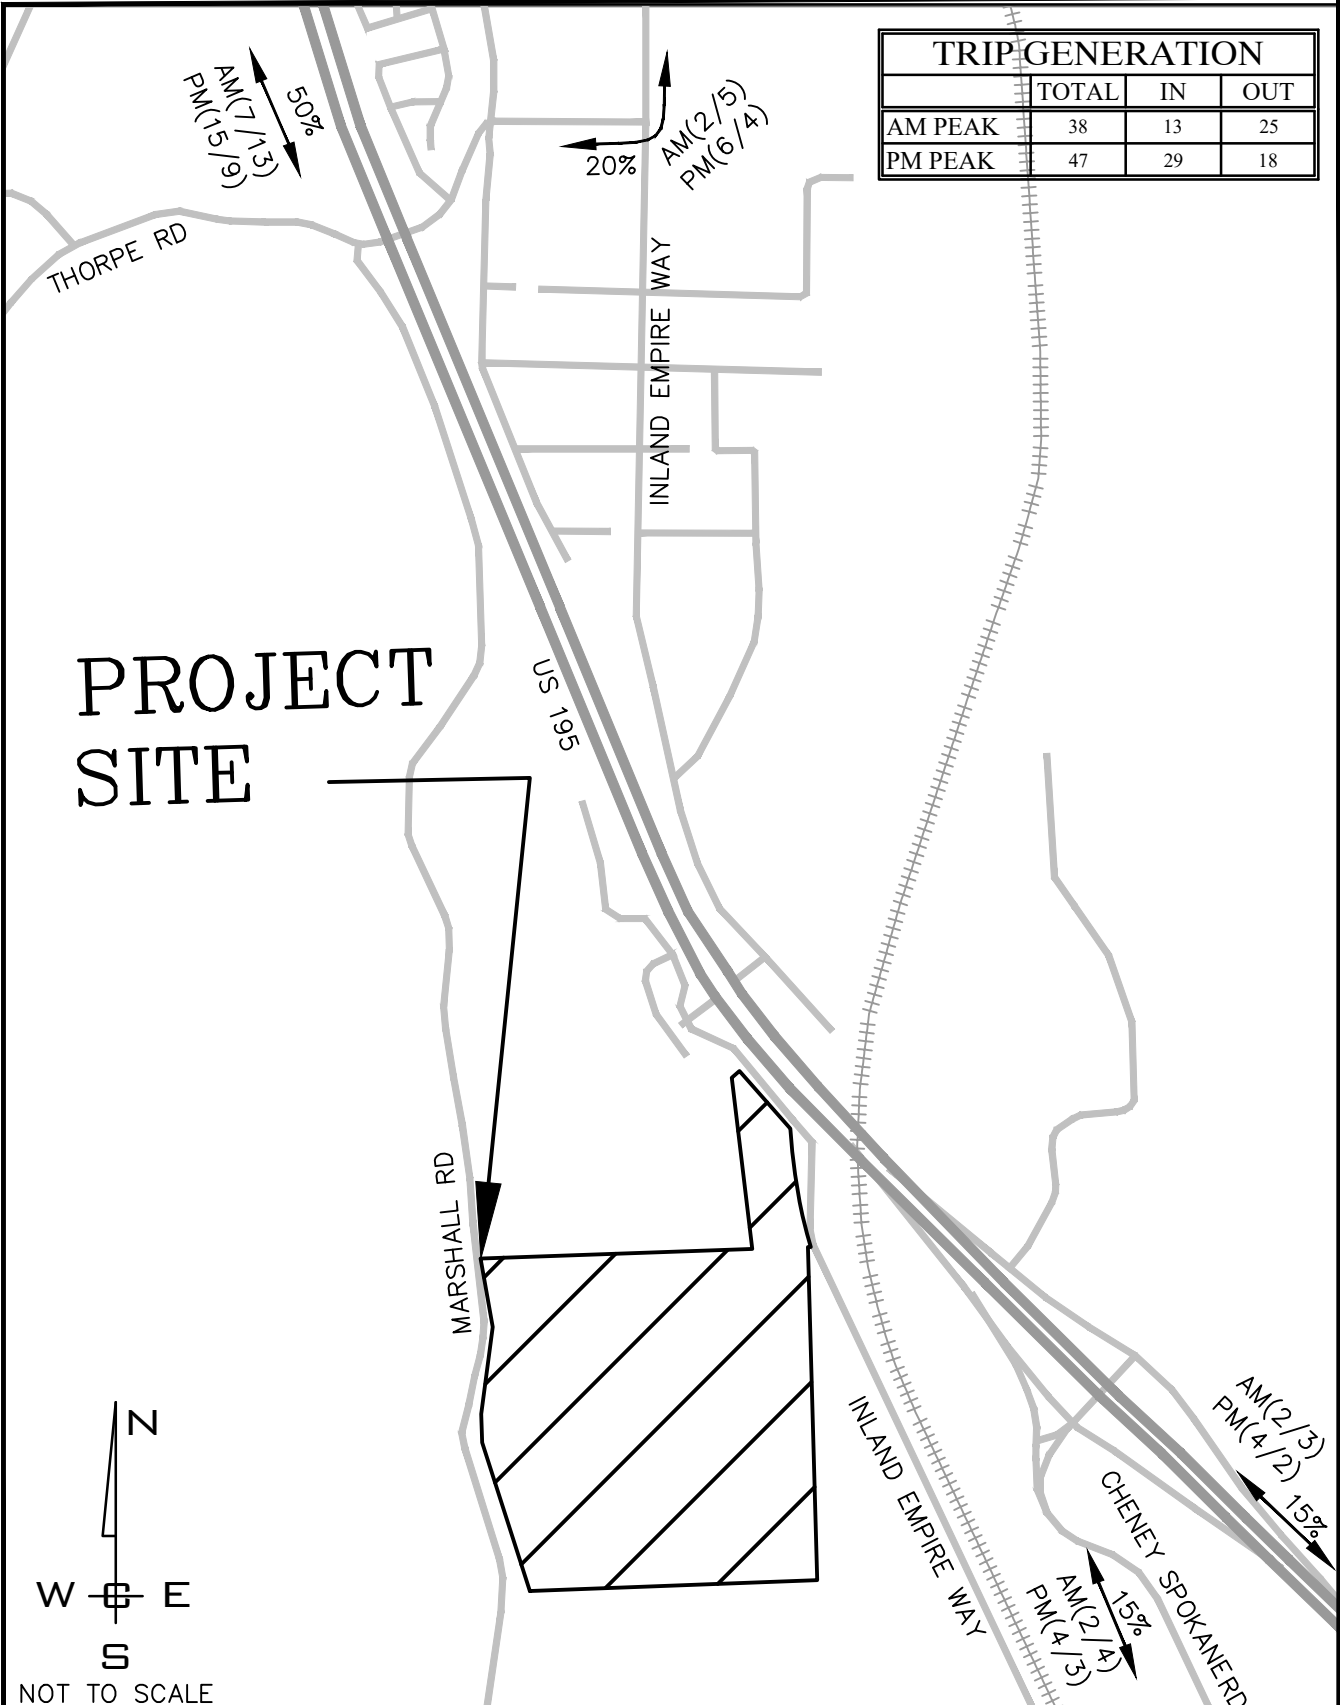 TRIP GENERATION
TOTAL IN OUT
AM PEAK 38 13 25
PM PEAK 47 29 18
50%
AM(7/13)
PM(15/9)
20%
AM(2/5)
PM(6/4)
THORPE RD
INLAND EMPIRE WAY
US 195
PROJECT
SITE
MARSHALL RD
INLAND EMPIRE WAY
CHENEY SPOKANERD
AM(2/3)
PM(4/2)
15%
15%
AM(2/4)
PM(4/3)
N
W C E
S
NOT TO SCALE